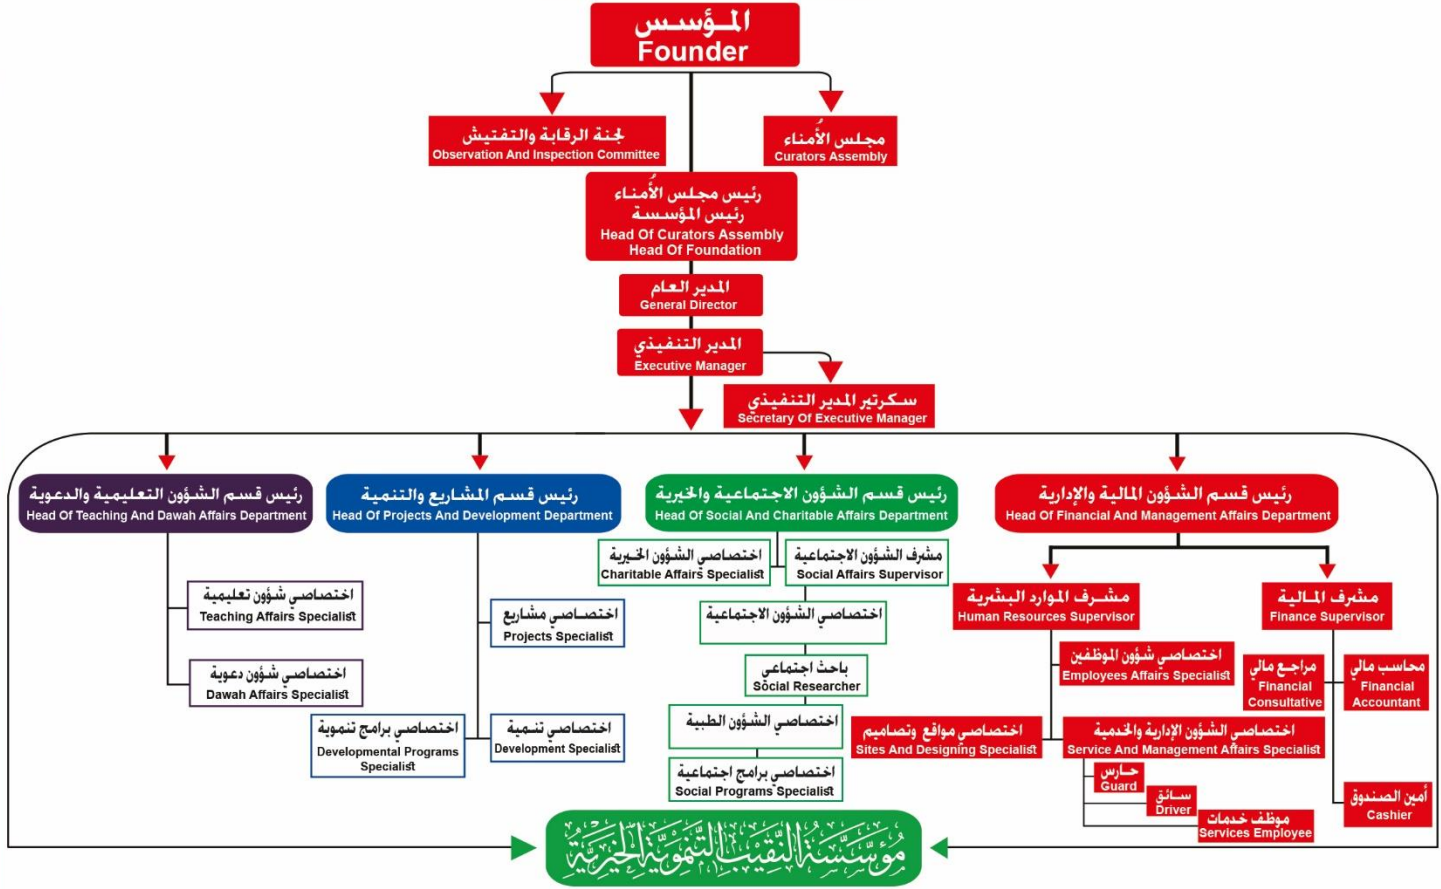 المؤسس
Founder
لجنة الرقابة والتفتيش
Observation And Inspection Committee
مجلس الأُمناء
Curators Assembly
رئيس مجلس الأُمناء
رئيس المؤسسة
Head Of Curators Assembly
Head Of Foundation
المدير العام
General Director
المدير التنفيذي
Executive Manager
سكرتير المدير التنفيذي
Secretary Of Executive Manager
رئيس قسم الشؤون التعليمية والدعوية
Head Of Teaching And Dawah Affairs Department
رئيس قسم المشاريع والتنمية
Head Of Projects And Development Department
رئيس قسم الشؤون الاجتماعية والخيرية
Head Of Social And Charitable Affairs Department
رئيس قسم الشؤون المالية والإدارية
Head Of Financial And Management Affairs Department
اختصاصي شؤون تعليمية
Teaching Affairs Specialist
اختصاصي شؤون دعوية
Dawah Affairs Specialist
اختصاصي مشاريع
Projects Specialist
اختصاصي برامج تنموية
Developmental Programs
Specialist
اختصاصي تنمية
Development Specialist
اختصاصي الشؤون الخيرية
Charitable Affairs Specialist
مشرف الشؤون الاجتماعية
Social Affairs Supervisor
اختصاصي الشؤون الاجتماعية
باحث اجتماعي
Social Researcher
اختصاصي الشؤون الطبية
اختصاصي برامج اجتماعية
Social Programs Specialist
مشرف الموارد البشرية
Human Resources Supervisor
مشرف المالية
Finance Supervisor
اختصاصي شؤون الموظفين
Employees Affairs Specialist
مراجع مالي
Financial
Consultative
محاسب مالي
Financial
Accountant
اختصاصي مواقع وتصاميم
Sites And Designing Specialist
اختصاصي الشؤون الإدارية والخدمية
Service And Management Affairs Specialist
حارس
Guard
سائق
Driver
موظف خدمات
Services Employee
أمين الصندوق
Cashier
مؤسسة النقيب التنموية الخيرية